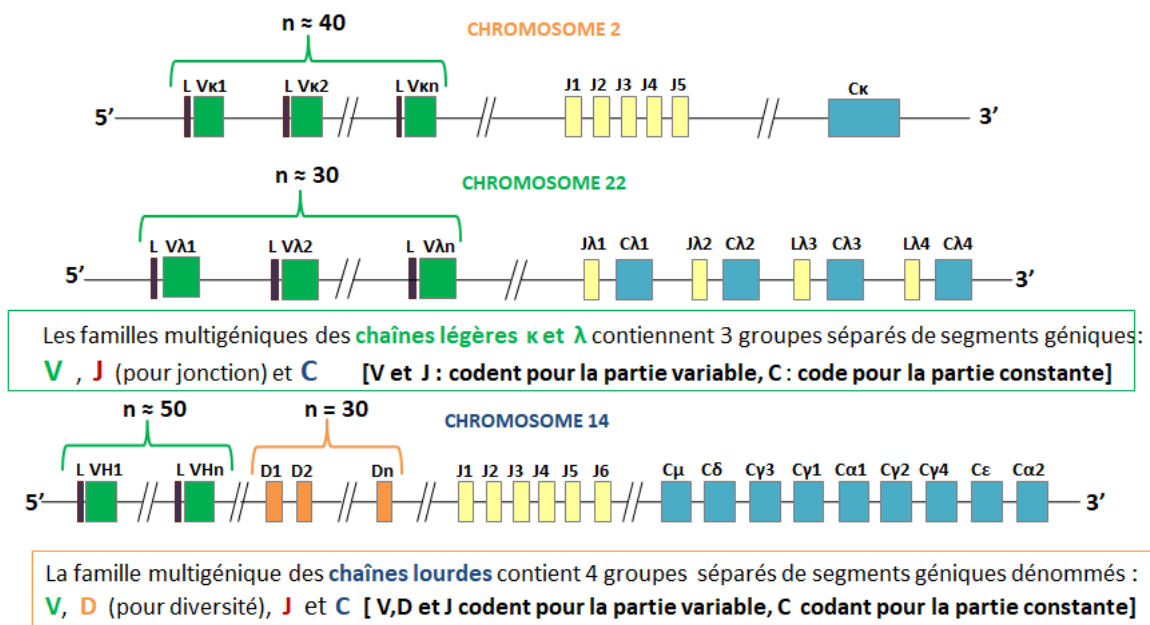 n ≈ 40
CHROMOSOME 2
L Vκ1 L Vκ2 L Vκn J1 J2 J3 J4 J5 Cκ
5’ 3’
n ≈ 30
CHROMOSOME 22
L Vλ1 L Vλ2 L Vλn Jλ1 Cλ1 Jλ2 Cλ2 Lλ3 Cλ3 Lλ4 Cλ4
5’ 3’
Les familles multigéniques des chaînes légères κ et λ contiennent 3 groupes séparés de segments géniques:
V , J (pour jonction) et C [V et J : codent pour la partie variable, C : code pour la partie constante]
n ≈ 50 n = 30
CHROMOSOME 14
L VH1 L VHn D1 D2 Dn J1 J2 J3 J4 J5 J6 Cμ Cδ Cγ3 Cγ1 Cα1 Cγ2 Cγ4 Cε Cα2
5’ 3’
La famille multigénique des chaînes lourdes contient 4 groupes séparés de segments géniques dénommés :
V, D (pour diversité), J et C [ V,D et J codent pour la partie variable, C codant pour la partie constante]